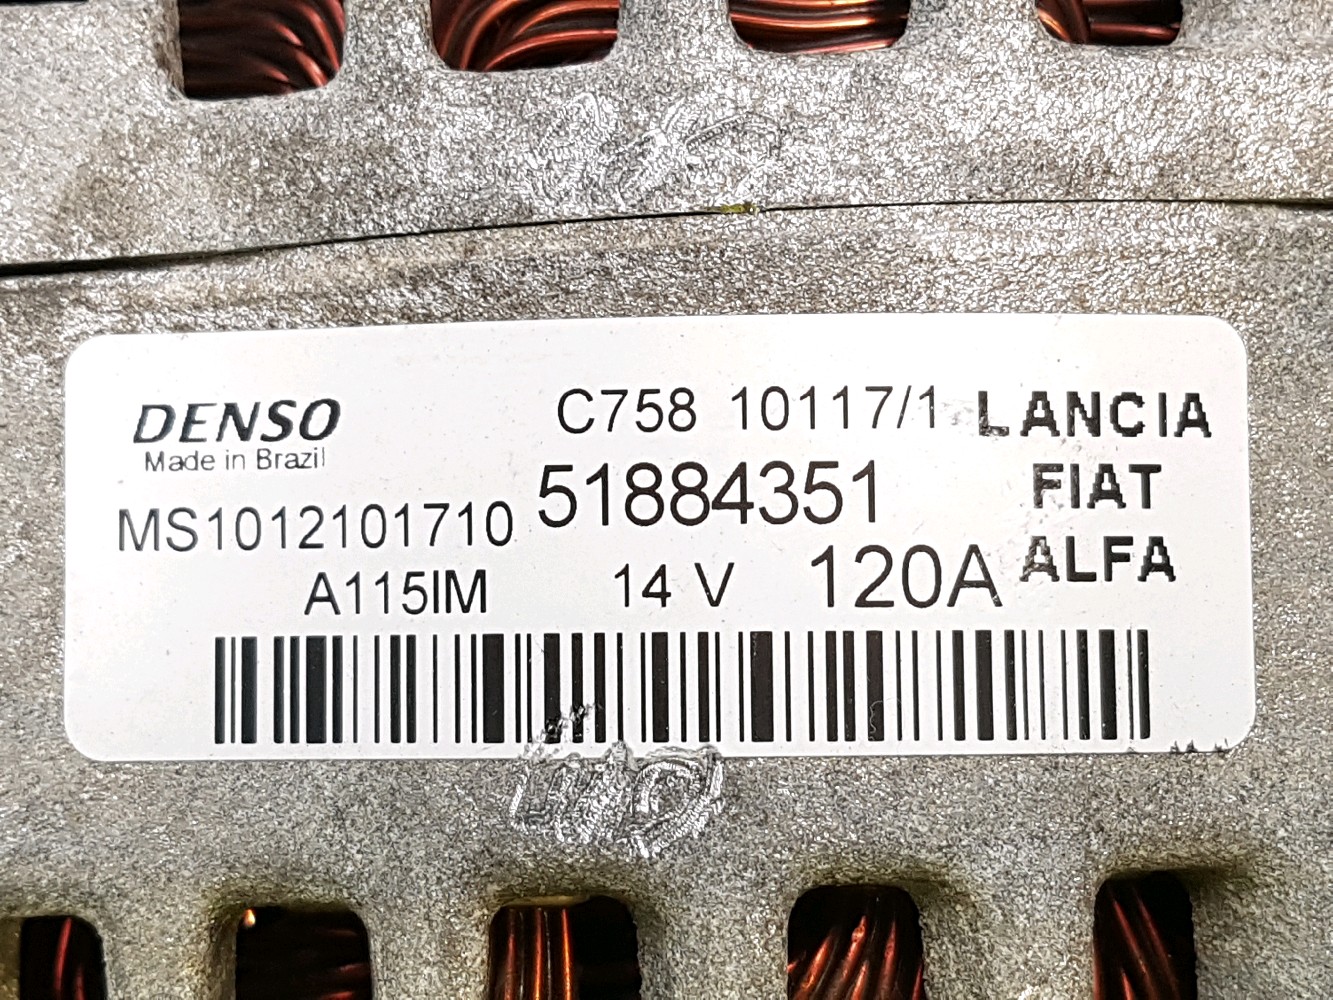 DENSO
Made in Brazil
C758 10117/1
LANCIA
MS1012101710
51884351
FIAT
A115IM
14 V
120A
ALFA